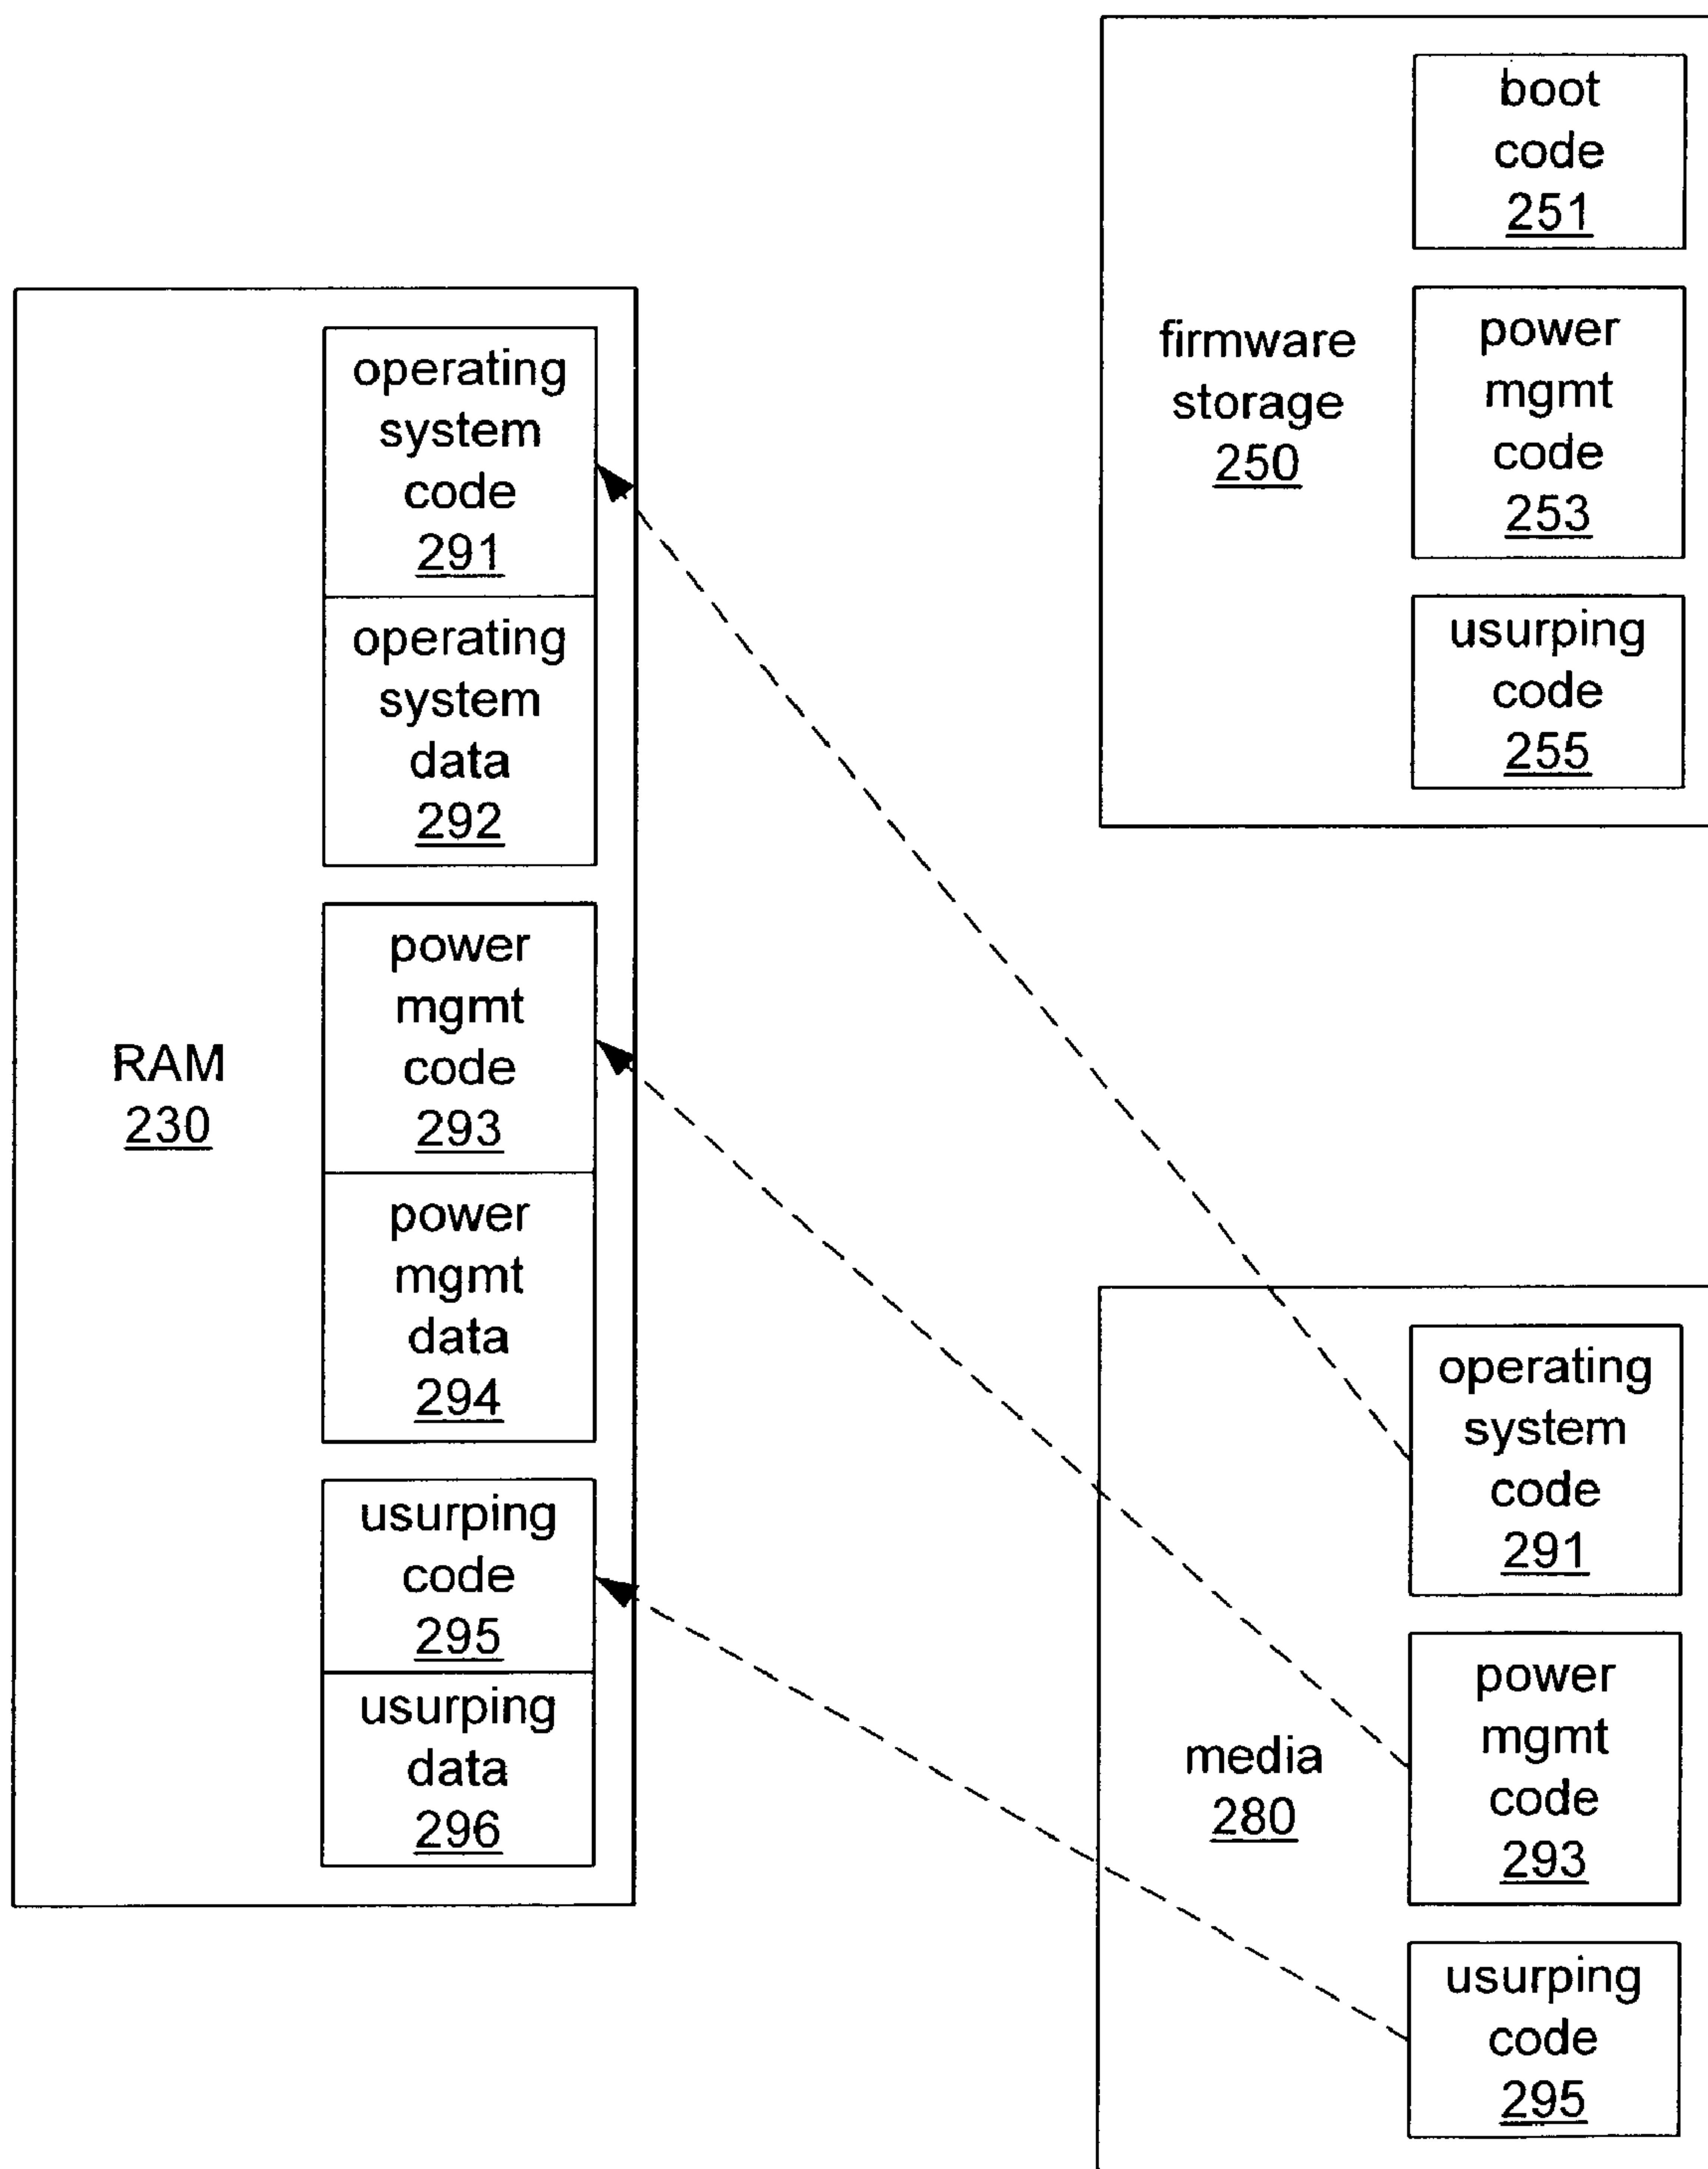 RAM
230
operating
system
code
291
operating
system
data
292
power
mgmt
code
293
power
mgmt
data
294
usurping
code
295
usurping
data
296
firmware
storage
250
boot
code
251
power
mgmt
code
253
usurping
code
255
media
280
operating
system
code
291
power
mgmt
code
293
usurping
code
295